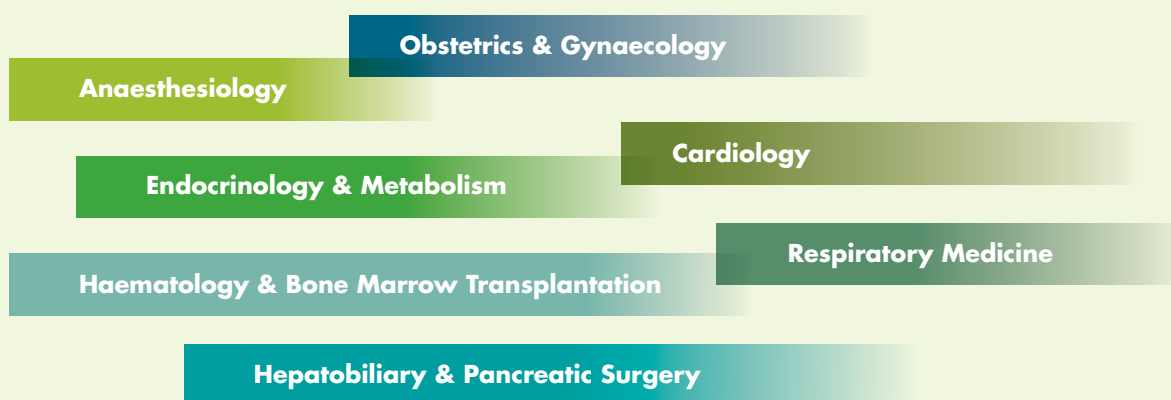 Obstetrics & Gynaecology
Anaesthesiology
Cardiology
Endocrinology & Metabolism
Respiratory Medicine
Haematology & Bone Marrow Transplantation
Hepatobiliary & Pancreatic Surgery